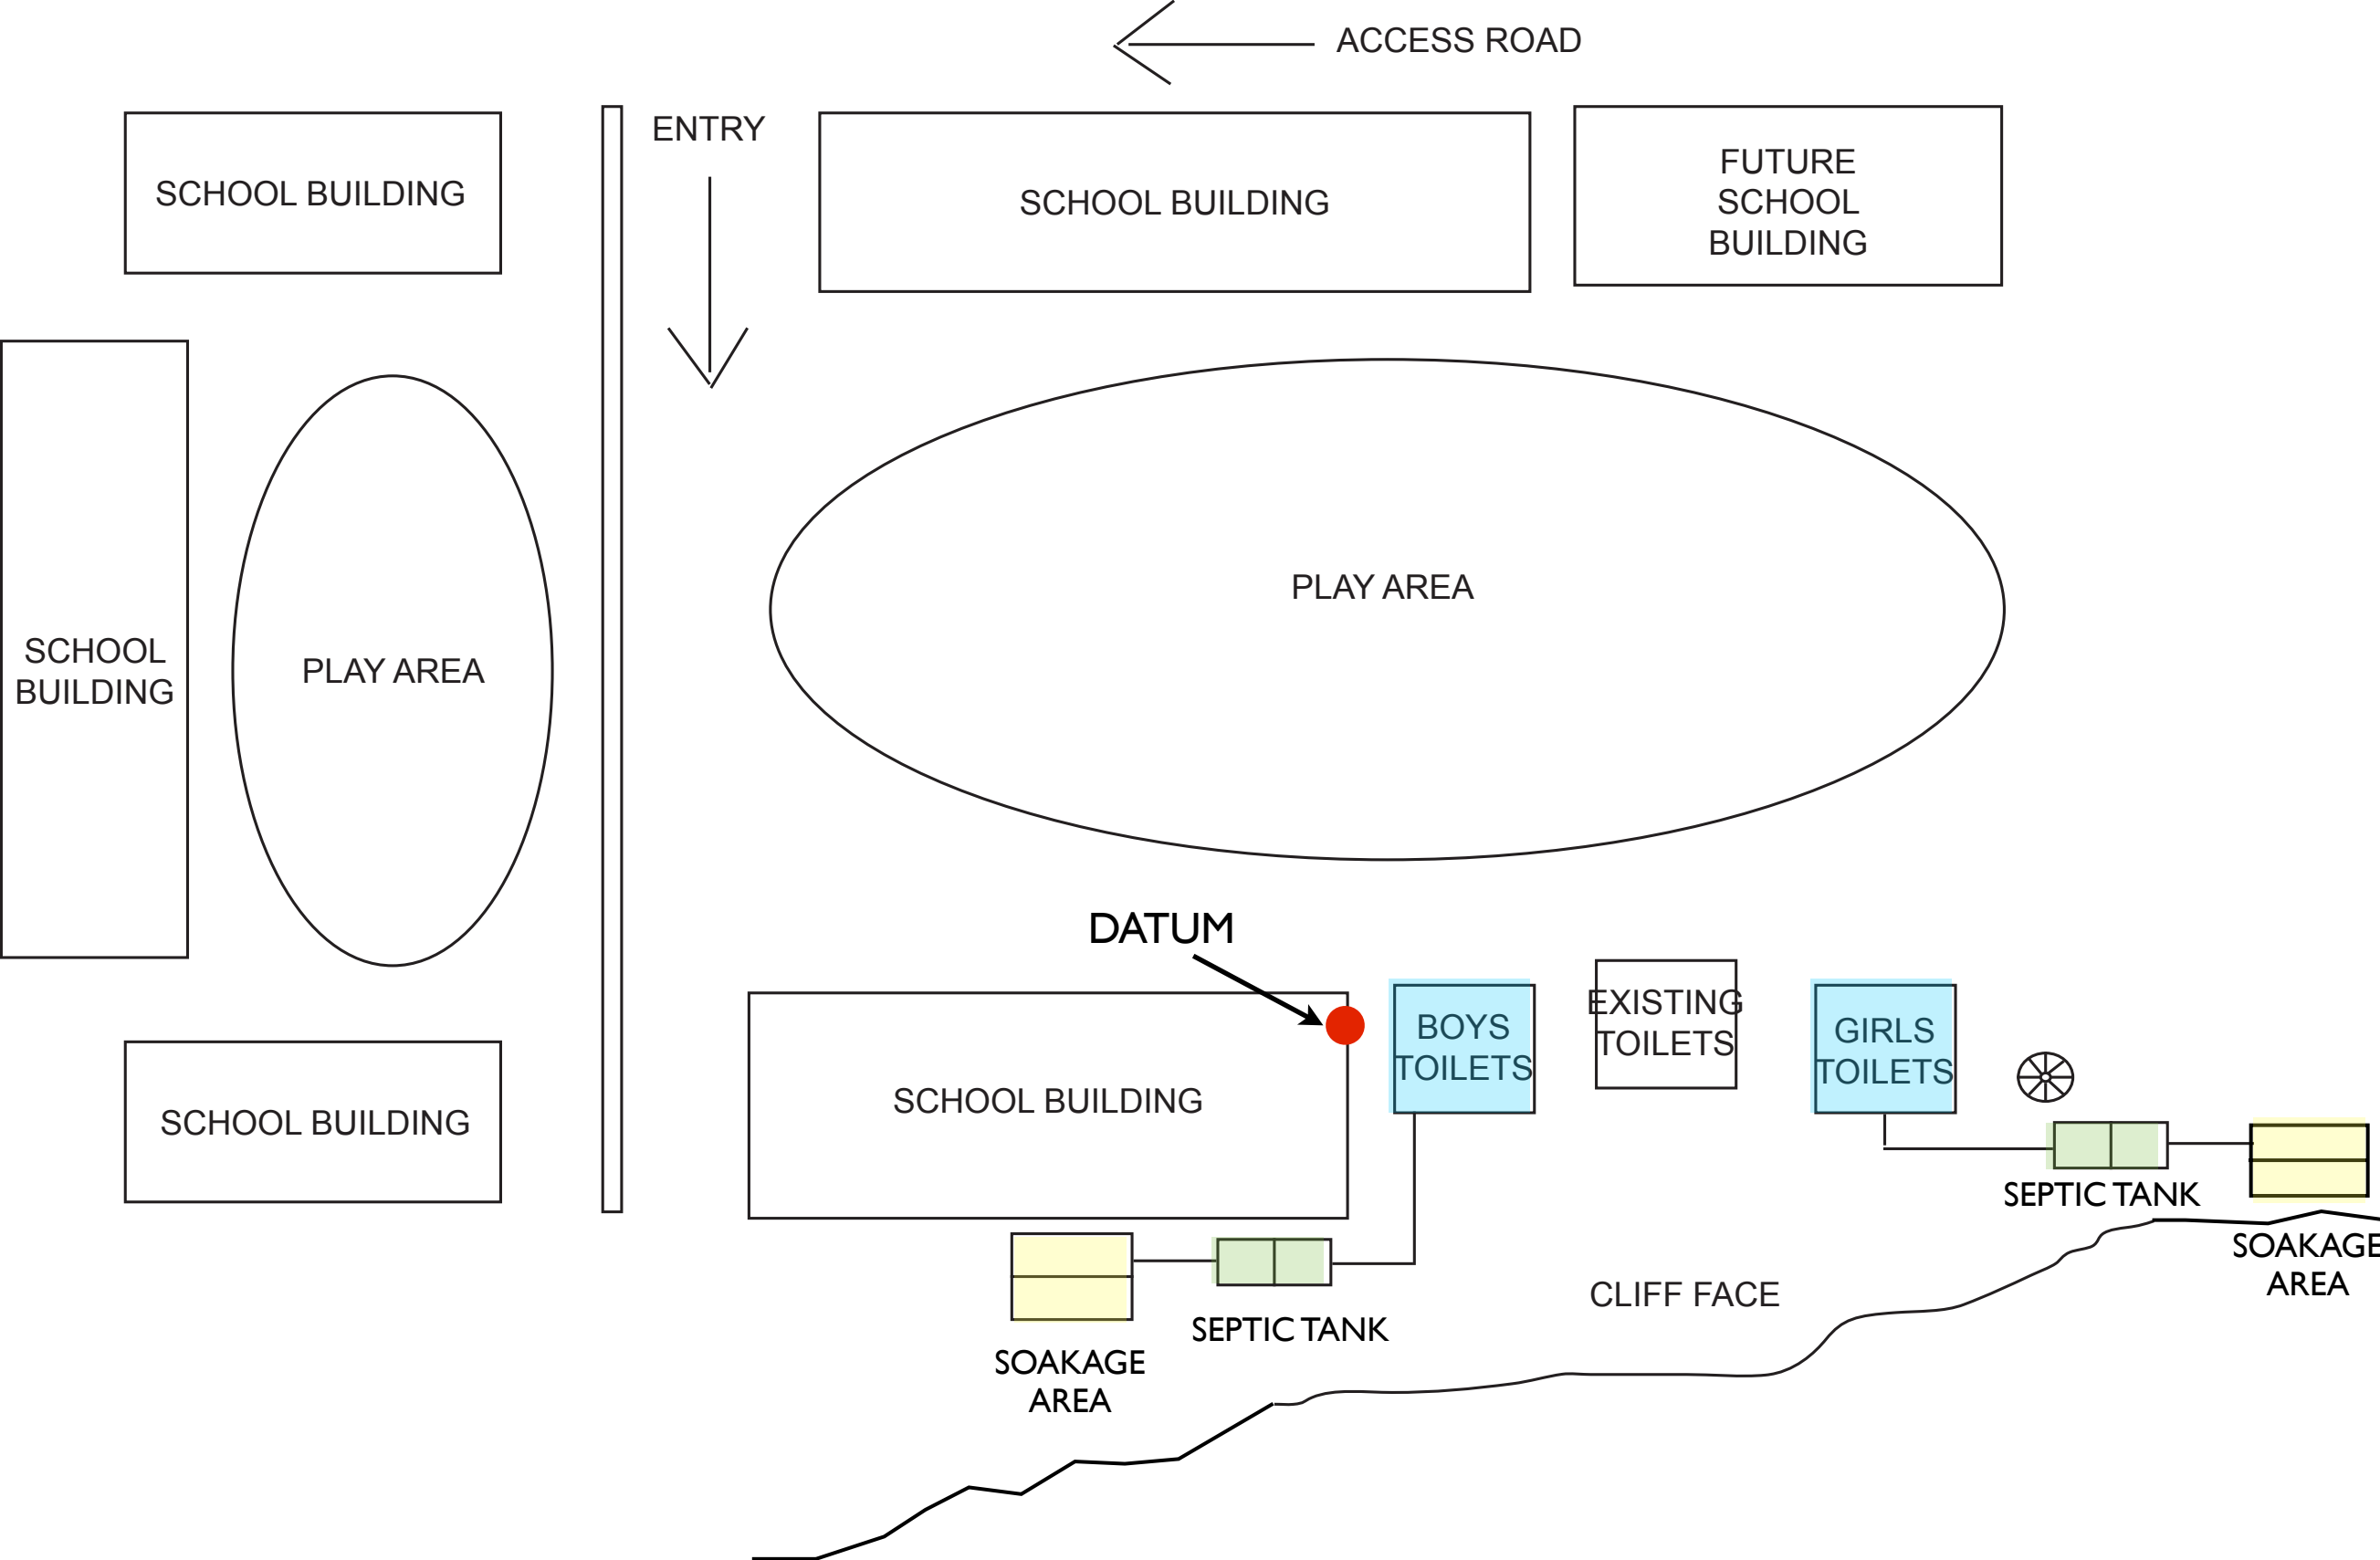 ACCESS ROAD
ENTRY
SCHOOL BUILDING
SCHOOL BUILDING
FUTURE
SCHOOL
BUILDING
SCHOOL
BUILDING
PLAY AREA
PLAY AREA
DATUM
SCHOOL BUILDING
SCHOOL BUILDING
BOYS
TOILETS
EXISTING
TOILETS
GIRLS
TOILETS
SEPTIC TANK
SOAKAGE
AREA
CLIFF FACE
SEPTIC TANK
SOAKAGE
AREA